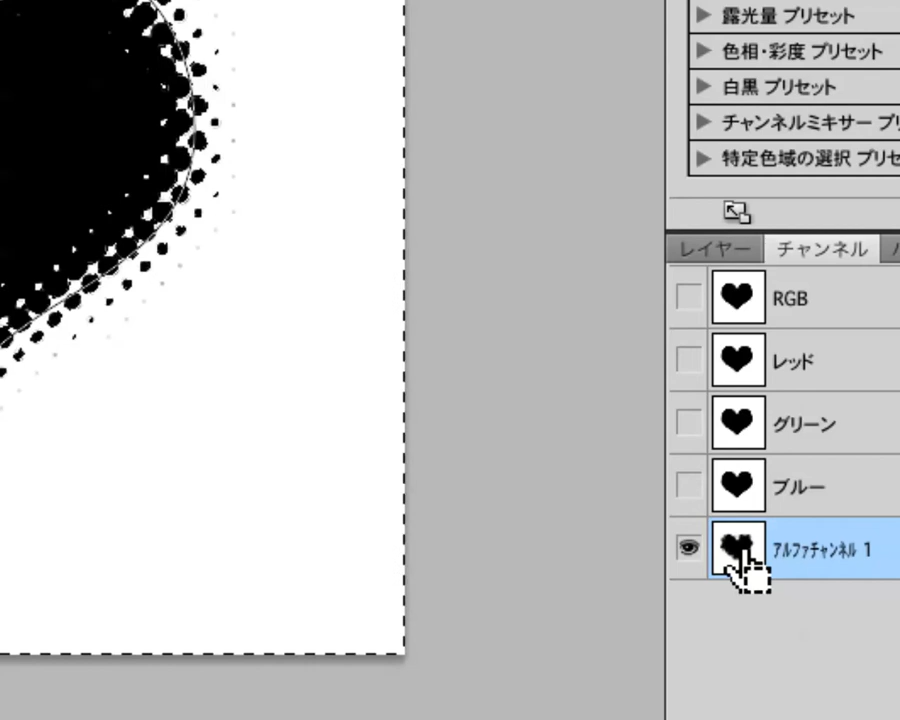 露光量 プリセット
色相・彩度 プリセット
白黒 プリセット
チャンネルミキサー プリ
特定色域の選択 プリセ
レイヤー チャンネル
RGB
レッド
グリーン
ブルー
ｱﾙﾌｧﾁｬﾝﾈﾙ 1